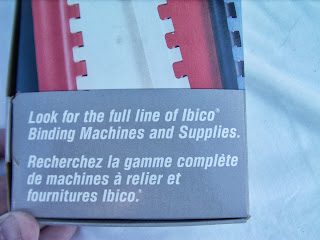 Look for the full line of Ibico®
Binding Machines and Supplies.
Recherchez la gamme complète
de machines à relier et
fournitures Ibico.®